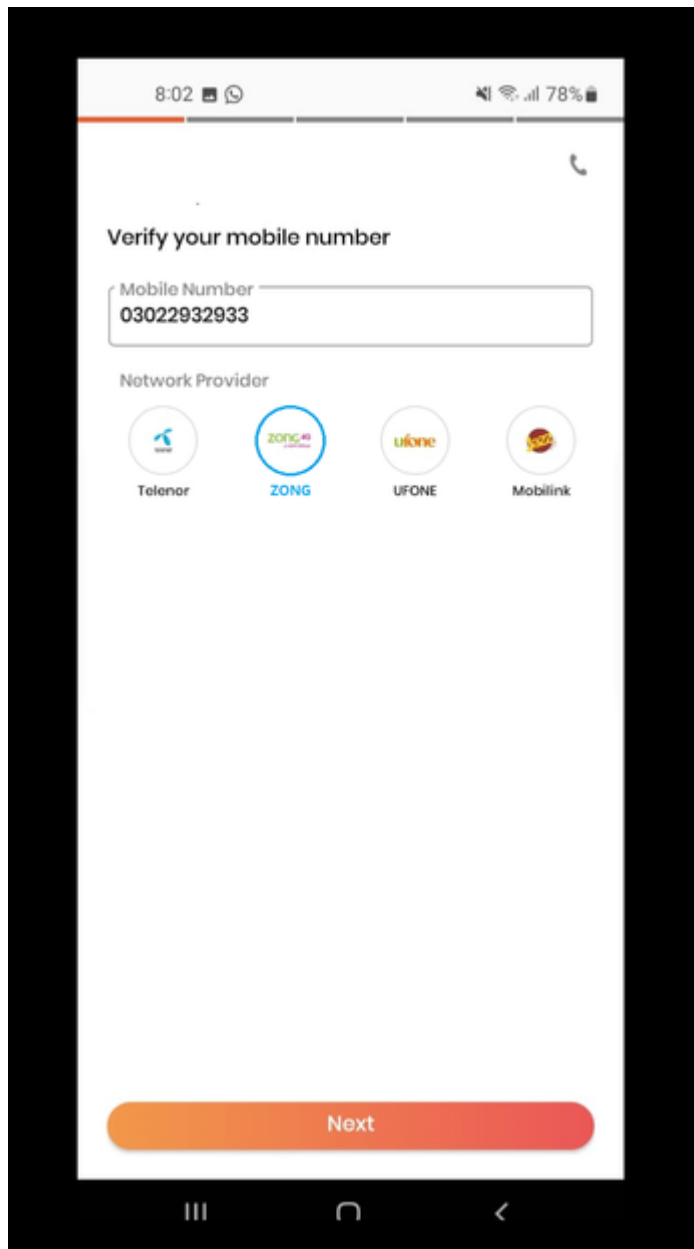 8:02 78%
Verify your mobile number
Mobile Number
03022932933
Network Provider
ZONG 4G
ufone
Telenor ZONG UFONE Mobilink
Next